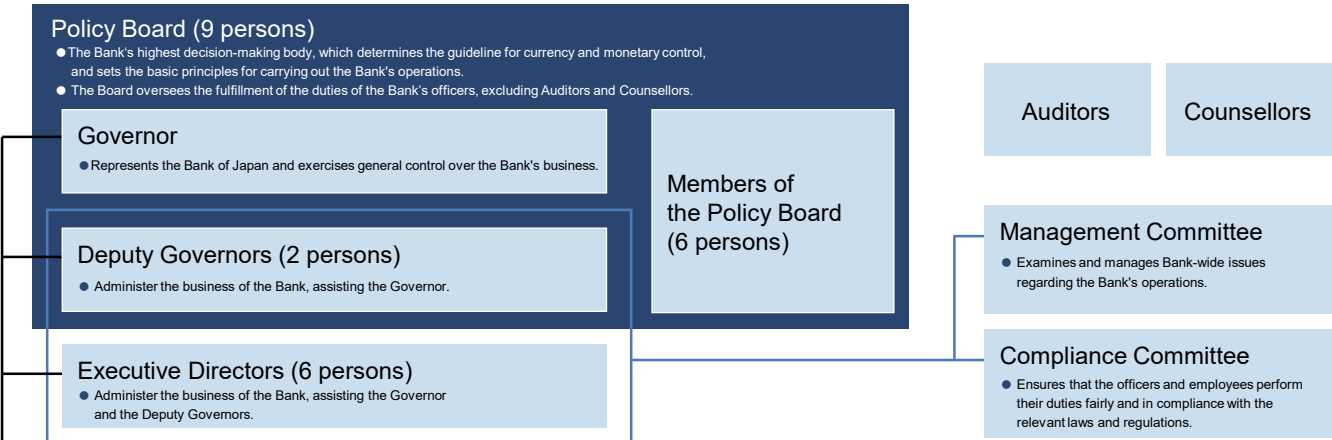 Policy Board (9 persons)
● The Bank's highest decision-making body, which determines the guideline for currency and monetary control,
and sets the basic principles for carrying out the Bank's operations.
● The Board oversees the fulfillment of the duties of the Bank's officers, excluding Auditors and Counsellors.
Governor
● Represents the Bank of Japan and exercises general control over the Bank's business.
Deputy Governors (2 persons)
● Administer the business of the Bank, assisting the Governor.
Executive Directors (6 persons)
● Administer the business of the Bank, assisting the Governor
and the Deputy Governors.
Members of
the Policy Board
(6 persons)
Auditors
Counsellors
Management Committee
● Examines and manages Bank-wide issues
regarding the Bank's operations.
Compliance Committee
● Ensures that the officers and employees perform
their duties fairly and in compliance with the
relevant laws and regulations.